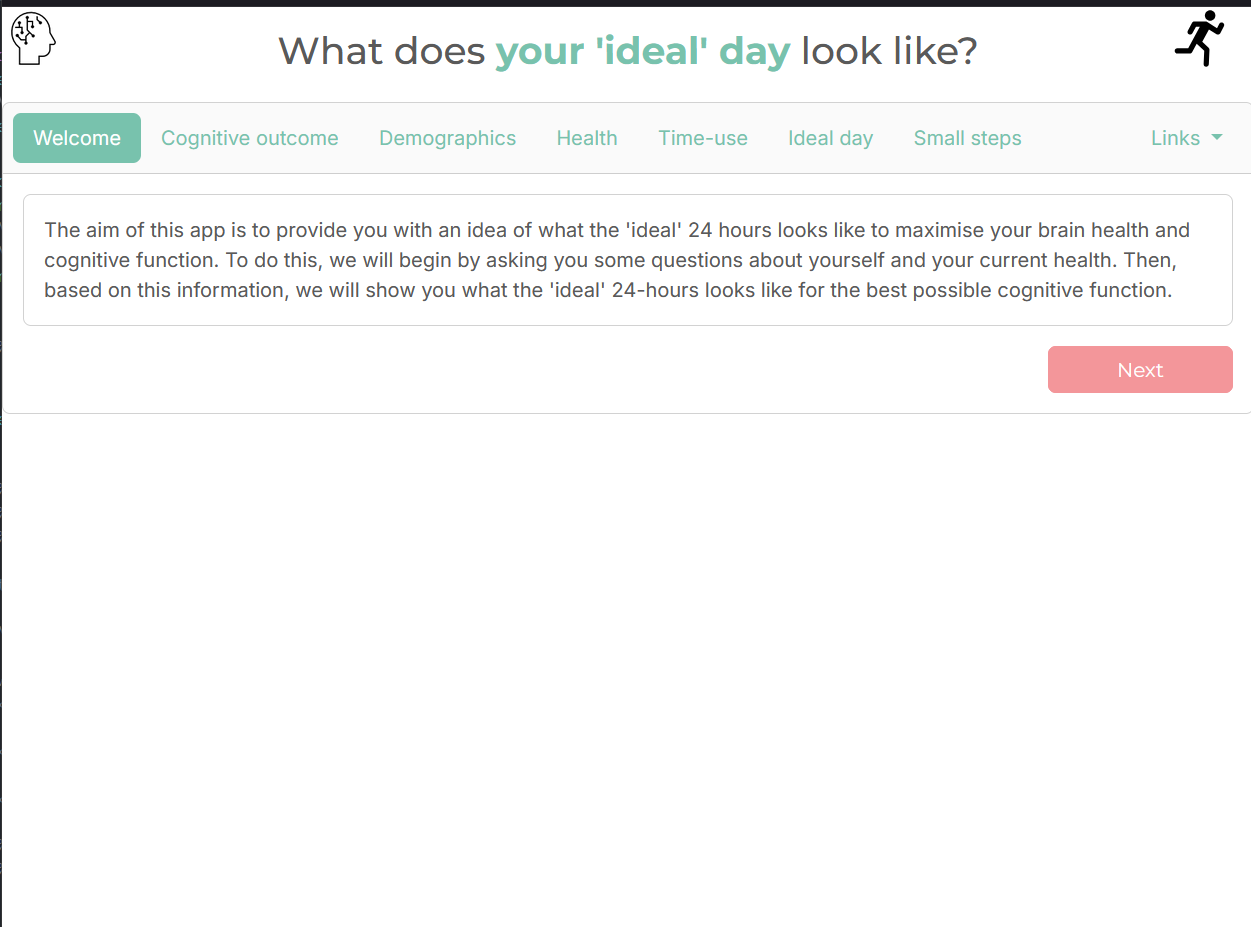 What does your 'ideal' day look like?
Welcome Cognitive outcome Demographics Health Time-use Ideal day Small steps Links
The aim of this app is to provide you with an idea of what the 'ideal' 24 hours looks like to maximise your brain health and
cognitive function. To do this, we will begin by asking you some questions about yourself and your current health. Then,
based on this information, we will show you what the 'ideal' 24-hours looks like for the best possible cognitive function.
Next